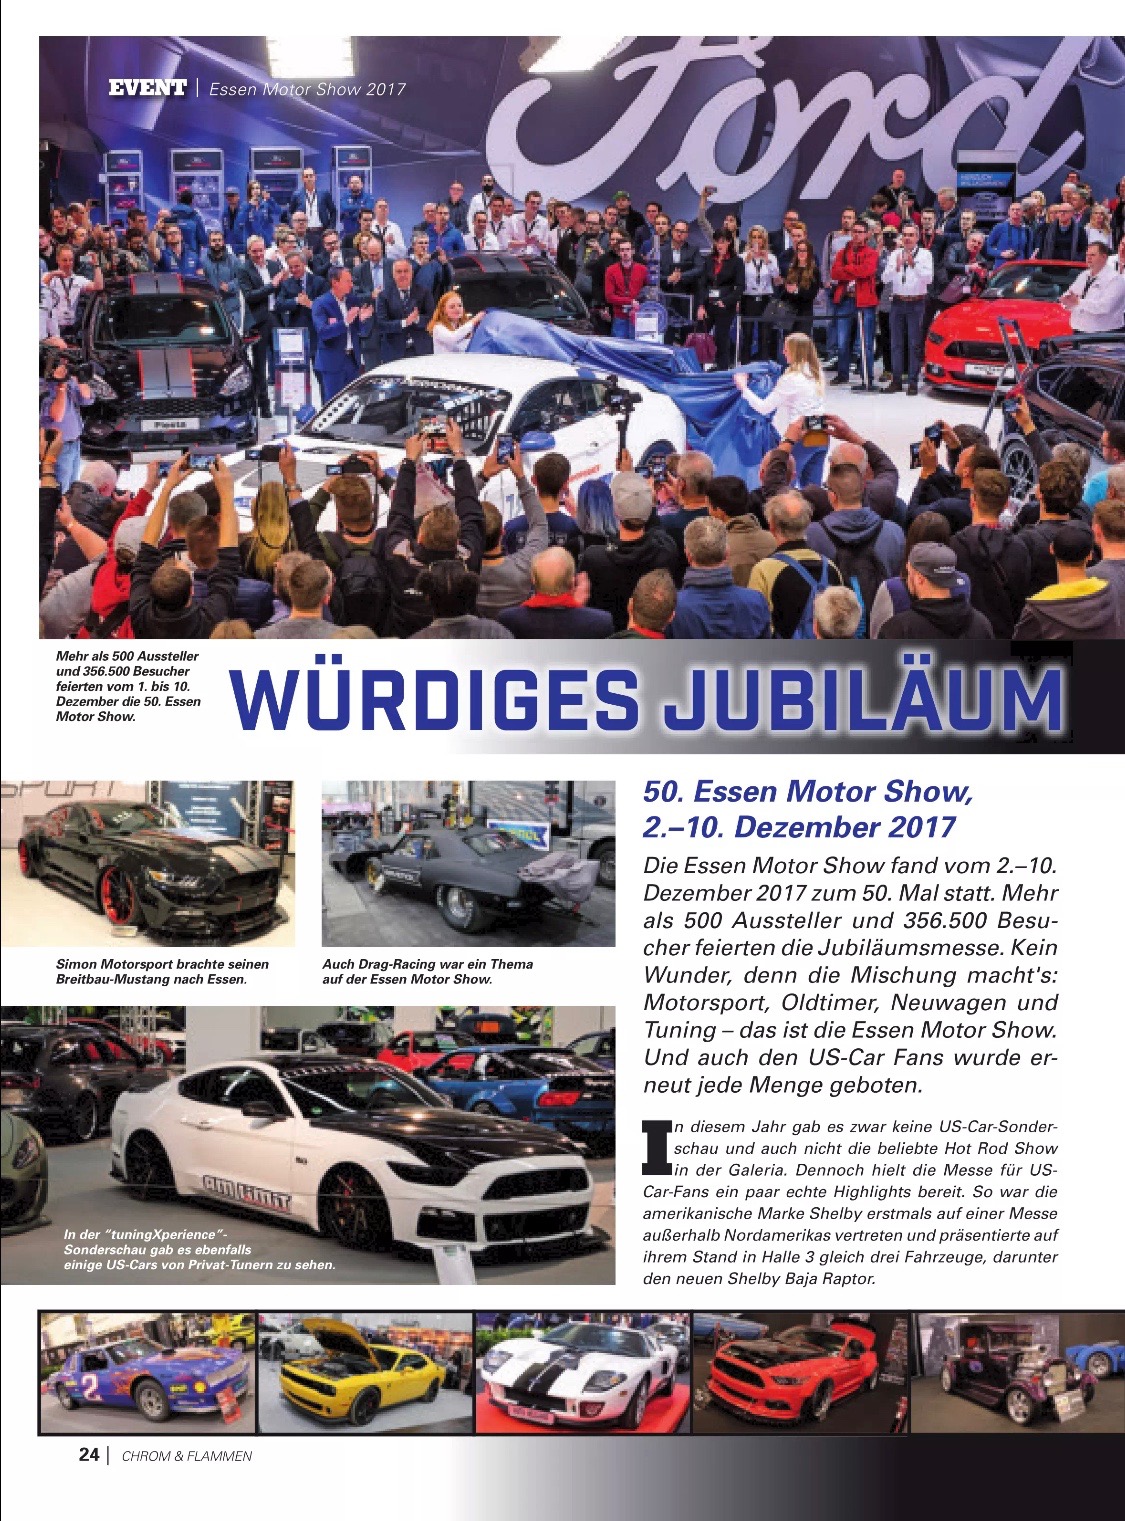 EVENT | Essen Motor Show 2017
Ford
HERZLICH
WILLKOMMEN
Fiesta
Mehr als 500 Aussteller
und 356.500 Besucher
feierten vom 1. bis 10.
Dezember die 50. Essen
Motor Show.
WÜRDIGES JUBILÄUM
SPORT
Simon Motorsport brachte seinen
Breitbau-Mustang nach Essen.
Auch Drag-Racing war ein Thema
auf der Essen Motor Show.
In der “tuningXperience”-
Sonderschau gab es ebenfalls
einige US-Cars von Privat-Tunern zu sehen.
50. Essen Motor Show,
2.–10. Dezember 2017
Die Essen Motor Show fand vom 2.–10.
Dezember 2017 zum 50. Mal statt. Mehr
als 500 Aussteller und 356.500 Besu-
cher feierten die Jubiläumsmesse. Kein
Wunder, denn die Mischung macht's:
Motorsport, Oldtimer, Neuwagen und
Tuning – das ist die Essen Motor Show.
Und auch den US-Car Fans wurde er-
neut jede Menge geboten.
In diesem Jahr gab es zwar keine US-Car-Sonder-
schau und auch nicht die beliebte Hot Rod Show
in der Galeria. Dennoch hielt die Messe für US-
Car-Fans ein paar echte Highlights bereit. So war die
amerikanische Marke Shelby erstmals auf einer Messe
außerhalb Nordamerikas vertreten und präsentierte auf
ihrem Stand in Halle 3 gleich drei Fahrzeuge, darunter
den neuen Shelby Baja Raptor.
2
24 | CHROM & FLAMMEN